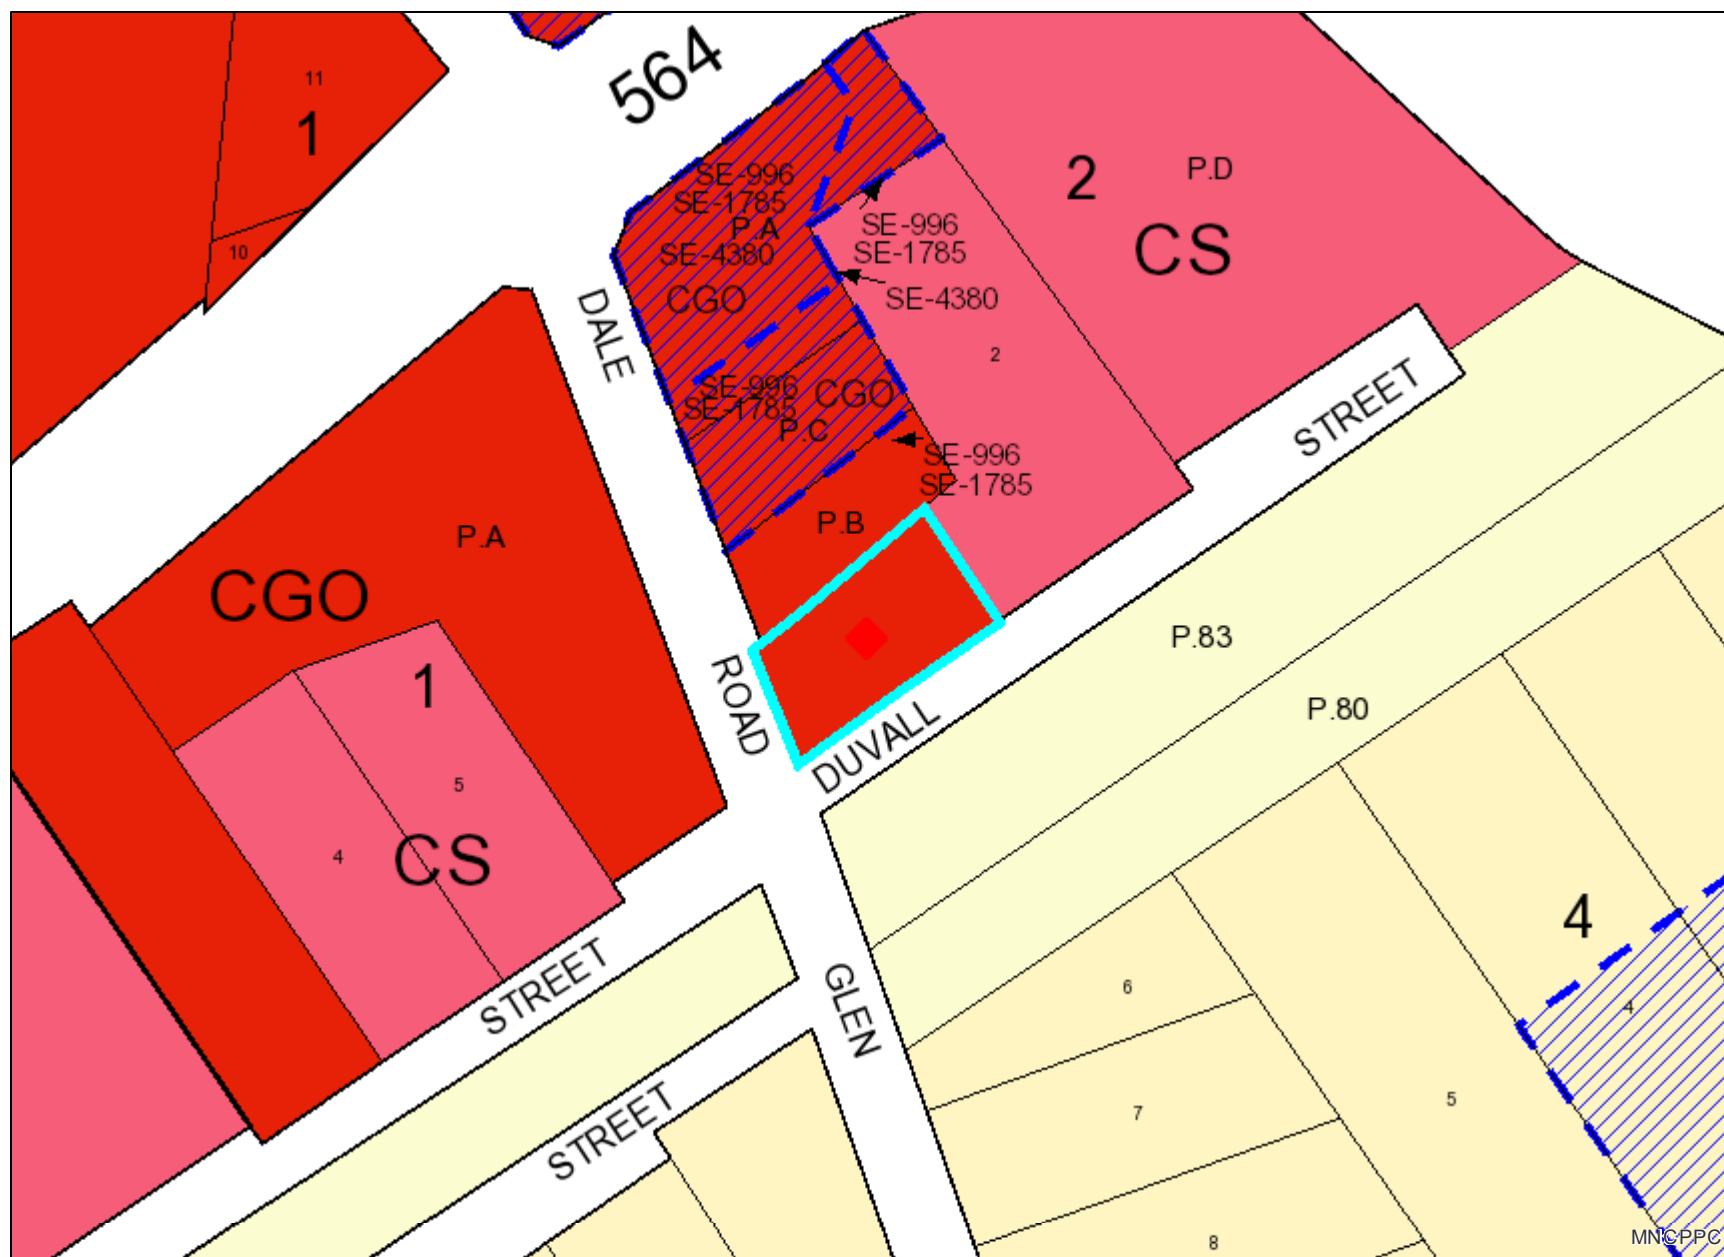 564
11
1
10
SE-996
SE-1785
P.A
SE-4380
CGO
SE-996
SE-1785
SE-4380
2
P.D
CS
2
DALE
SE-996
SE-1785
CGO
P.C
SE-996
SE-1785
STREET
P.A
CGO
P.B
P.83
P.80
1
ROAD
DUVALL
5
4
CS
STREET
GLEN
STREET
4
4
6
7
5
8
MNCPPC